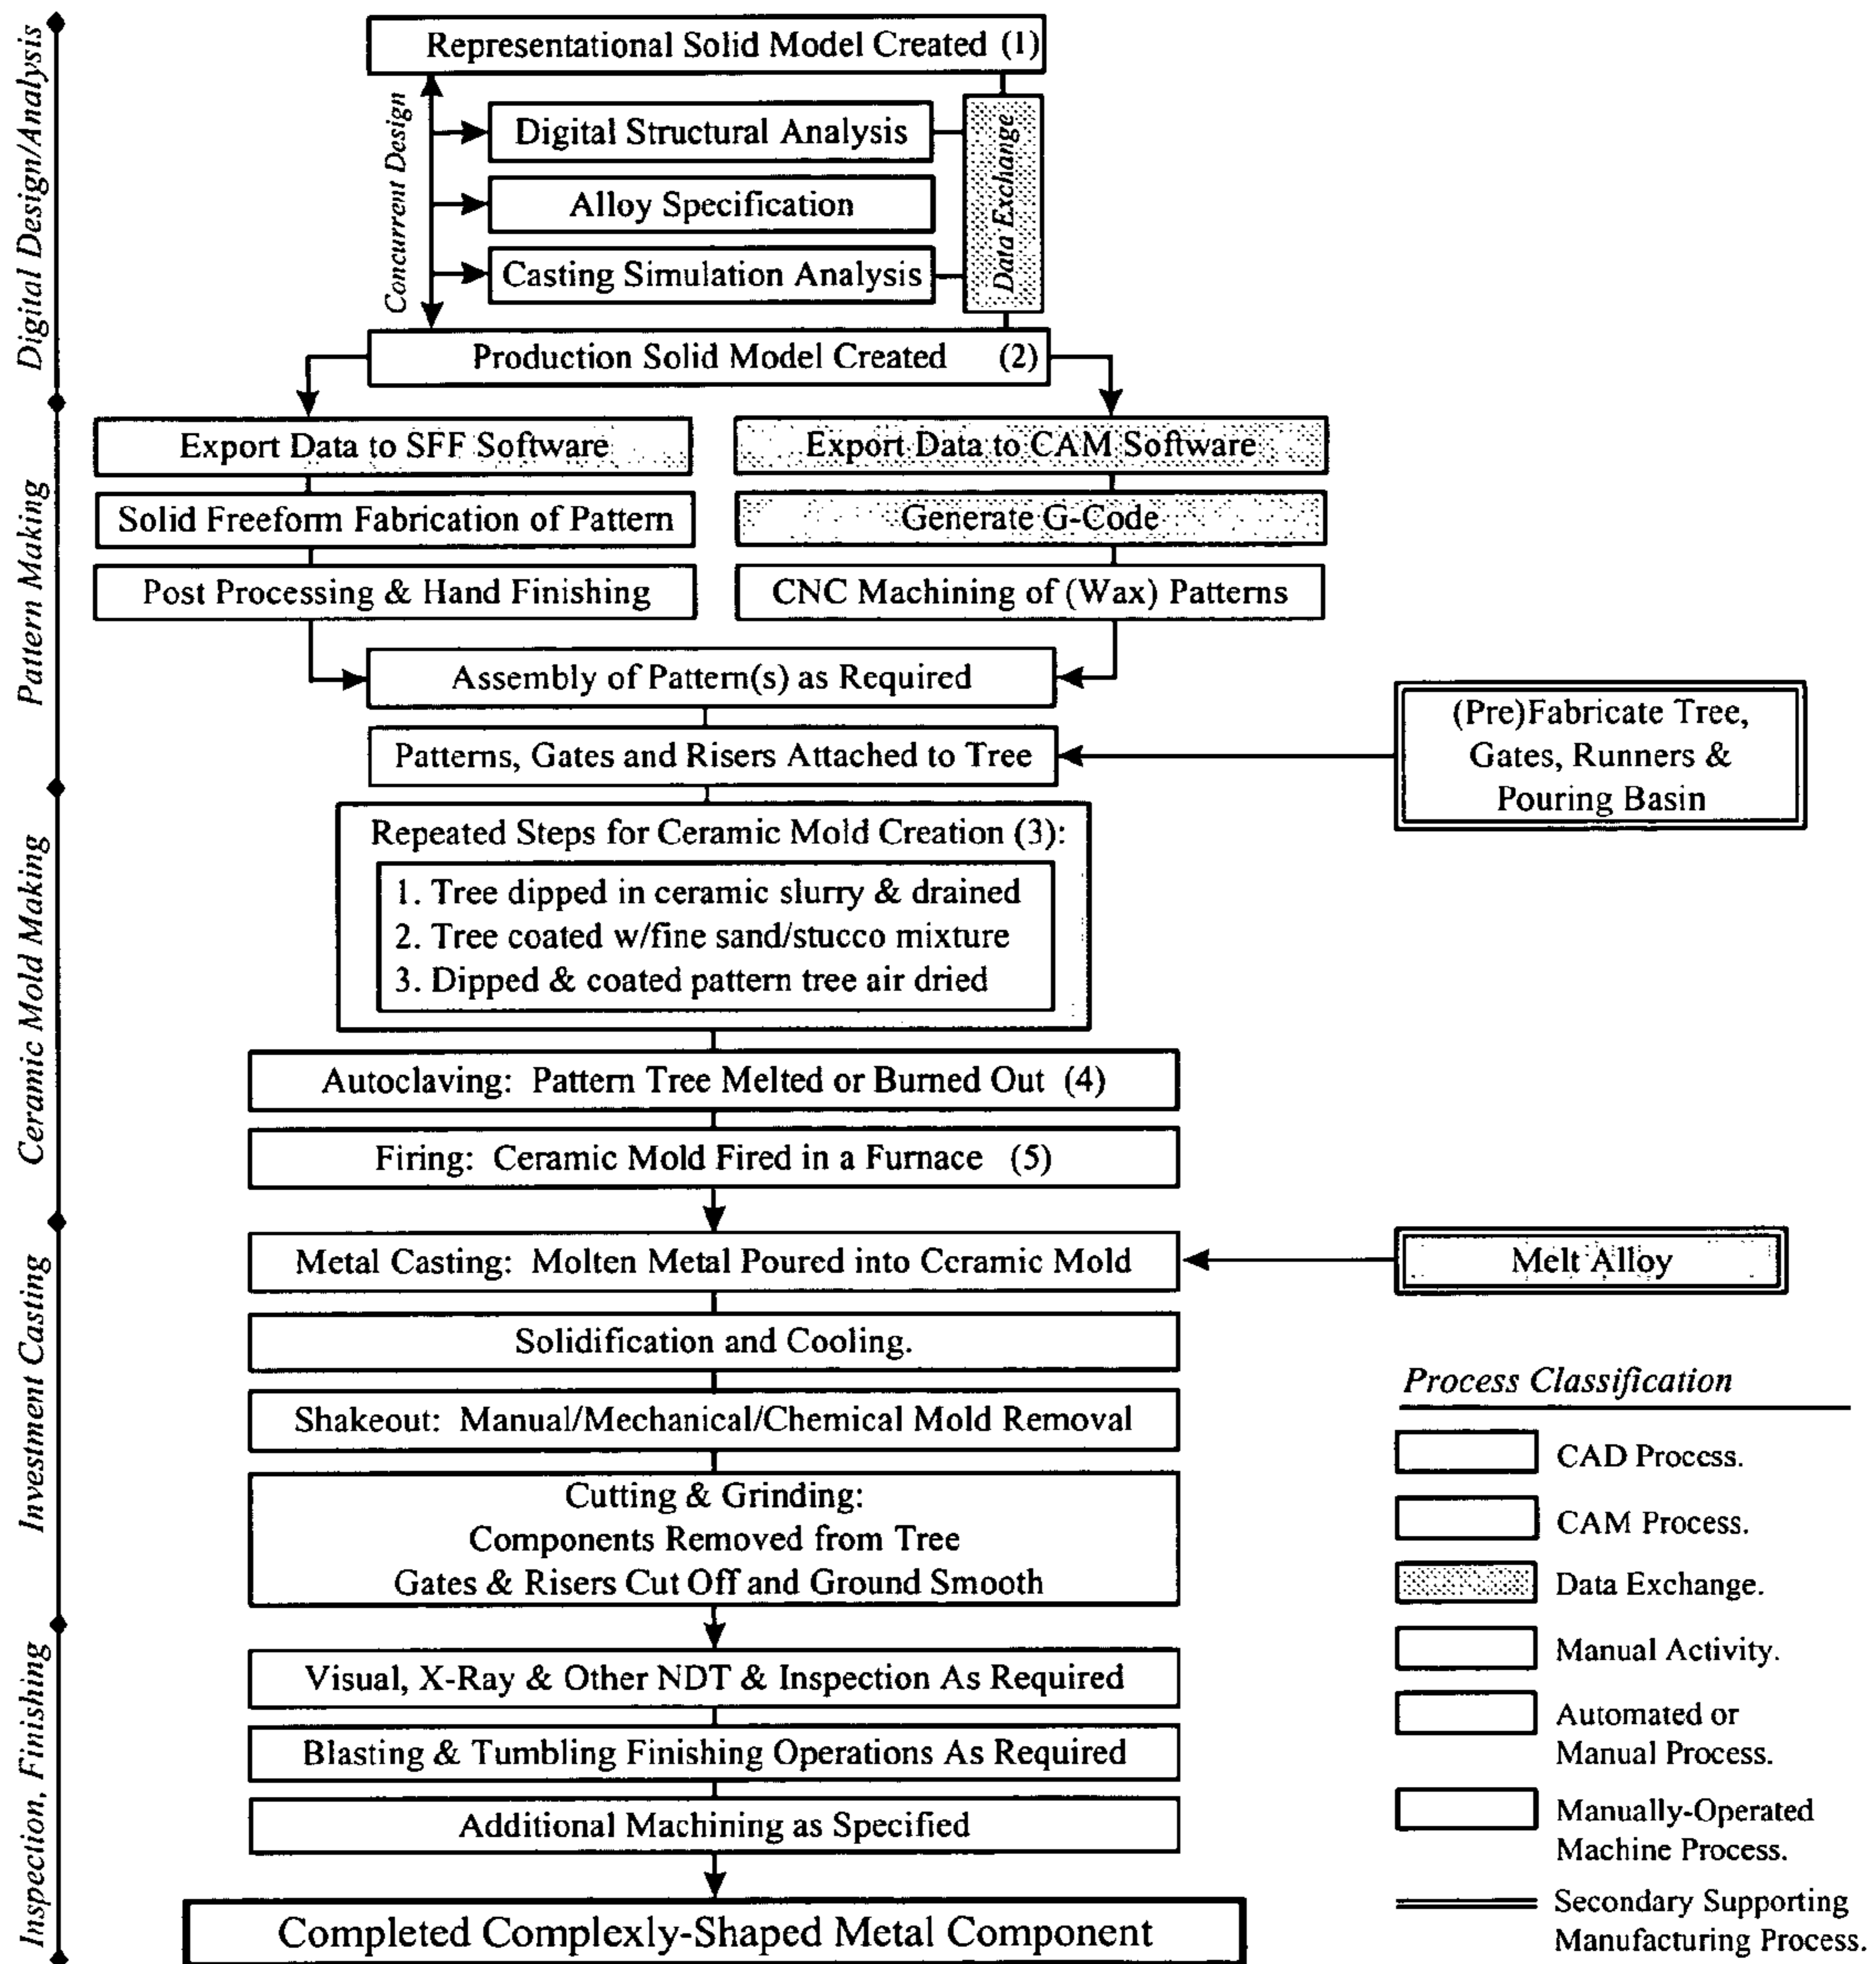 Digital Design/Analysis
Representational Solid Model Created (1)
Concurrent Design
Digital Structural Analysis
Alloy Specification
Casting Simulation Analysis
Data Exchange
Production Solid Model Created (2)
Pattern Making
Export Data to SFF Software
Export Data to CAM Software
Solid Freeform Fabrication of Pattern
Generate G-Code
Post Processing & Hand Finishing
CNC Machining of (Wax) Patterns
Assembly of Pattern(s) as Required
Patterns, Gates and Risers Attached to Tree
(Pre)Fabricate Tree,
Gates, Runners &
Pouring Basin
Ceramic Mold Making
Repeated Steps for Ceramic Mold Creation (3):
1. Tree dipped in ceramic slurry & drained
2. Tree coated w/fine sand/stucco mixture
3. Dipped & coated pattern tree air dried
Autoclaving: Pattern Tree Melted or Burned Out (4)
Firing: Ceramic Mold Fired in a Furnace (5)
Investment Casting
Metal Casting: Molten Metal Poured into Ceramic Mold
Melt Alloy
Solidification and Cooling.
Shakeout: Manual/Mechanical/Chemical Mold Removal
Cutting & Grinding:
Components Removed from Tree
Gates & Risers Cut Off and Ground Smooth
Inspection, Finishing
Visual, X-Ray & Other NDT & Inspection As Required
Blasting & Tumbling Finishing Operations As Required
Additional Machining as Specified
Completed Complexly-Shaped Metal Component
Process Classification
CAD Process.
CAM Process.
Data Exchange.
Manual Activity.
Automated or
Manual Process.
Manually-Operated
Machine Process.
Secondary Supporting
Manufacturing Process.